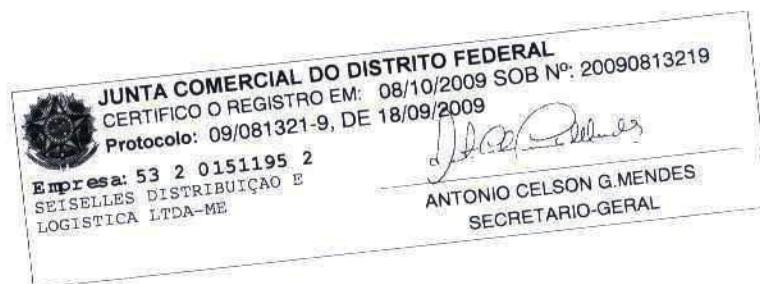 JUNTA COMERCIAL DO DISTRITO FEDERAL
CERTIFICO O REGISTRO EM: 08/10/2009 SOB Nº: 20090813219
Protocolo: 09/081321-9, DE 18/09/2009
Empresa: 53 2 0151195 2
SEISELLES DISTRIBUIÇAO E
LOGISTICA LTDA-ME
ANTONIO CELSON G.MENDES
SECRETARIO-GERAL